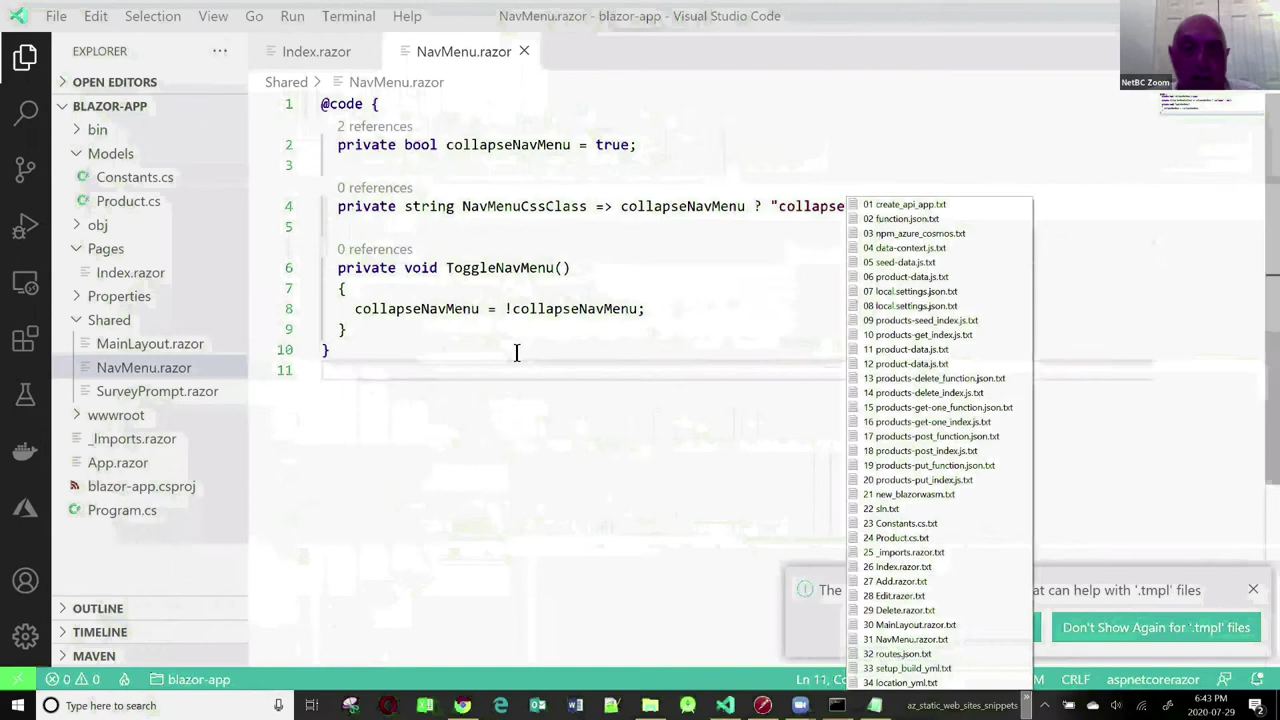 File Edit Selection View Go Run Terminal Help NavMenu.razor - blazor-app - Visual Studio Code
NetBC Zoom
EXPLORER
OPEN EDITORS
BLAZOR-APP
bin
Models
Constants.cs
Product.cs
obj
Pages
Index.razor
Properties
Shared
MainLayout.razor
NavMenu.razor
SurveyPrompt.razor
wwwroot
_Imports.razor
App.razor
blazor-app.csproj
Program.cs
OUTLINE
TIMELINE
MAVEN
Index.razor NavMenu.razor
Shared > NavMenu.razor
1 @code {
2 references
2 private bool collapseNavMenu = true;
3
0 references
4 private string NavMenuCssClass => collapseNavMenu ? "collapse
5
0 references
6 private void ToggleNavMenu()
7 {
8 collapseNavMenu = !collapseNavMenu;
9 }
10 }
11
01 create_api_app.txt
02 function.json.txt
03 npm_azure_cosmos.txt
04 data-context.js.txt
05 seed-data.js.txt
06 product-data.js.txt
07 local.settings.json.txt
08 local.settings.json.txt
09 products-seed_index.js.txt
10 products-get_index.js.txt
11 product-data.js.txt
12 product-data.js.txt
13 products-delete_function.json.txt
14 products-delete_index.js.txt
15 products-get-one_function.json.txt
16 products-get-one_index.js.txt
17 products-post_function.json.txt
18 products-post_index.js.txt
19 products-put_function.json.txt
20 products-put_index.js.txt
21 new_blazorwasm.txt
22 sln.txt
23 Constants.cs.txt
24 Product.cs.txt
25 _imports.razor.txt
26 Index.razor.txt
27 Add.razor.txt
28 Edit.razor.txt
29 Delete.razor.txt
30 MainLayout.razor.txt
31 NavMenu.razor.txt
32 routes.json.txt
33 setup_build_yml.txt
34 location_yml.txt
The at can help with '.tmpl' files
Don't Show Again for '.tmpl' files
0 0 blazor-app Ln 11, CRLF aspnetcorerazor
Type here to search
az_static_web_sites_snippets
6:43 PM
2020-07-29
2